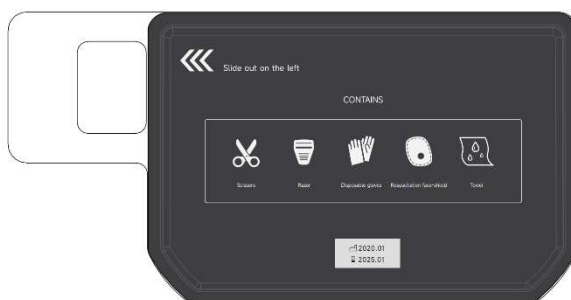 Slide out on the left
CONTAINS
Scissors Razor Disposable gloves Resuscitation faceshield Towel
2020.01
2025.01